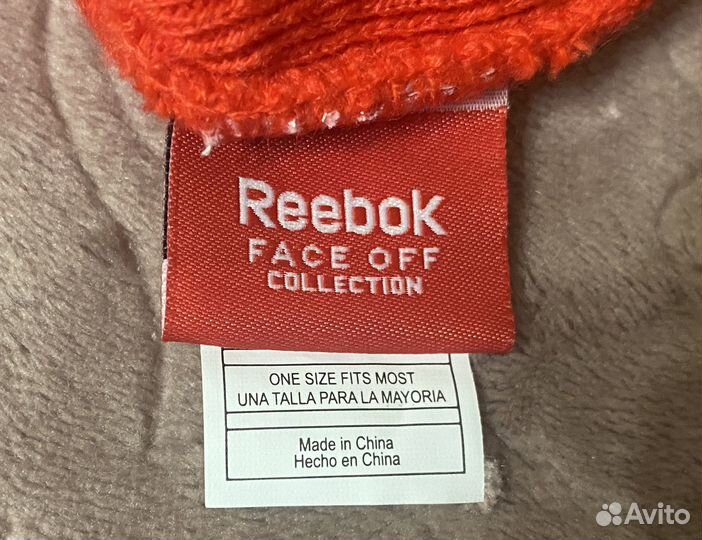 Reebok
FACE OFF
COLLECTION
ONE SIZE FITS MOST
UNA TALLA PARA LA MAYORIA
Made in China
Hecho en China
Avito